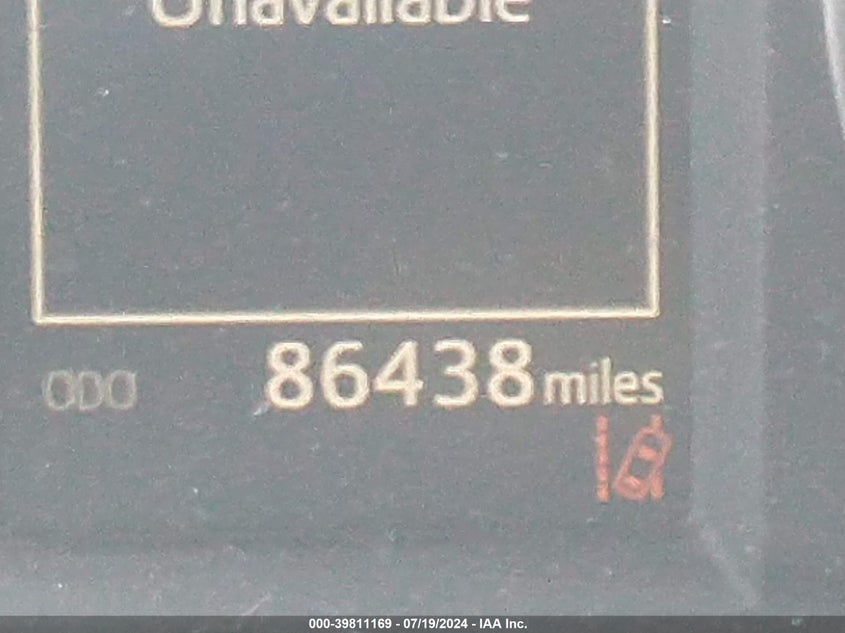 Unavailable
ODO 86438 miles
000-39811169 - 07/19/2024 - IAA Inc.